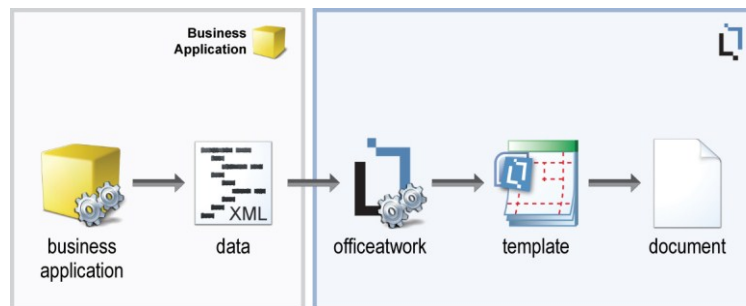 Business
Application
XML
business
application
data
officeatwork
template
document